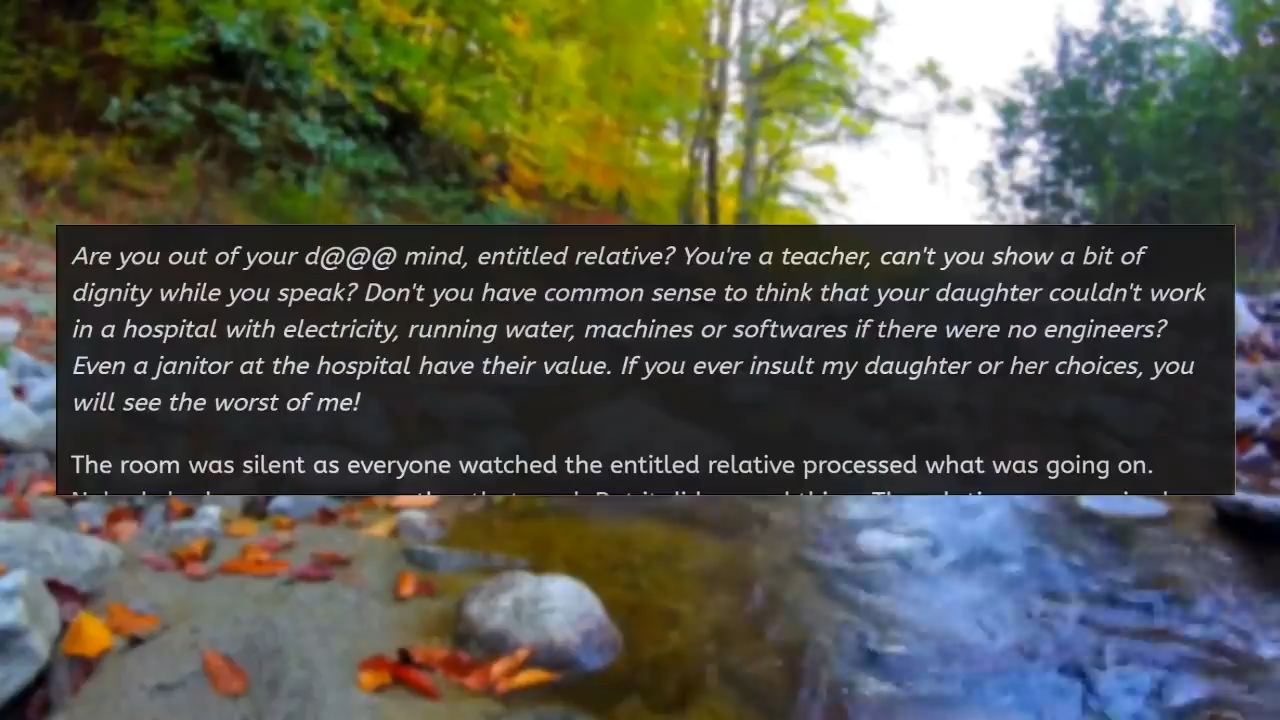 Are you out of your d@@@ mind, entitled relative? You're a teacher, can't you show a bit of
dignity while you speak? Don't you have common sense to think that your daughter couldn't work
in a hospital with electricity, running water, machines or softwares if there were no engineers?
Even a janitor at the hospital have their value. If you ever insult my daughter or her choices, you
will see the worst of me!
The room was silent as everyone watched the entitled relative processed what was going on.